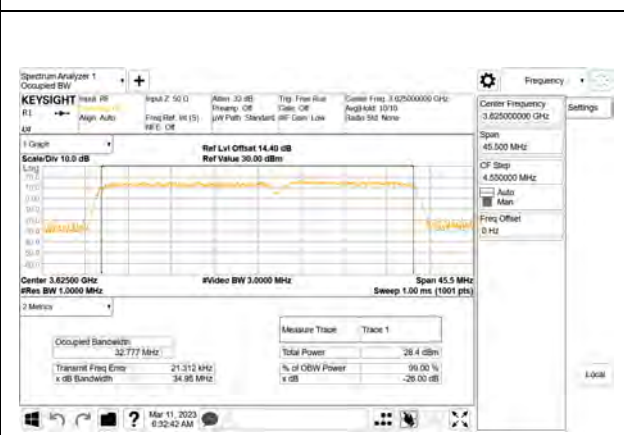 Spectrum Analyzer 1
Occupied BW
Frequency
KEYSIGHT Input: RF
Align: Auto
Input Z: 50 Ω
Freq Ref: Int (S)
NFE: Off
Atten: 32 dB
Preamp: Off
µW Path: Standard
Trig: Free Run
Gate: Off
#IF Gain: Low
Center Freq: 3.625000000 GHz
Avg|Hold: 10/10
Radio Std: None
Center Frequency
3.625000000 GHz
Settings
Span
45.500 MHz
CF Step
4.550000 MHz
Auto
Man
Freq Offset
0 Hz
1 Graph
Scale/Div 10.0 dB
Ref Lvl Offset 14.40 dB
Ref Value 30.00 dBm
Log
Center 3.62500 GHz
#Video BW 3.0000 MHz
Span 45.5 MHz
#Res BW 1.0000 MHz
Sweep 1.00 ms (1001 pts)
2 Metrics
Measure Trace
Trace 1
Occupied Bandwidth
32.777 MHz
Total Power
28.4 dBm
Transmit Freq Error
21.312 kHz
% of OBW Power
99.00 %
x dB Bandwidth
34.95 MHz
x dB
-26.00 dB
Local
?
Mar 11, 2023
6:32:42 AM